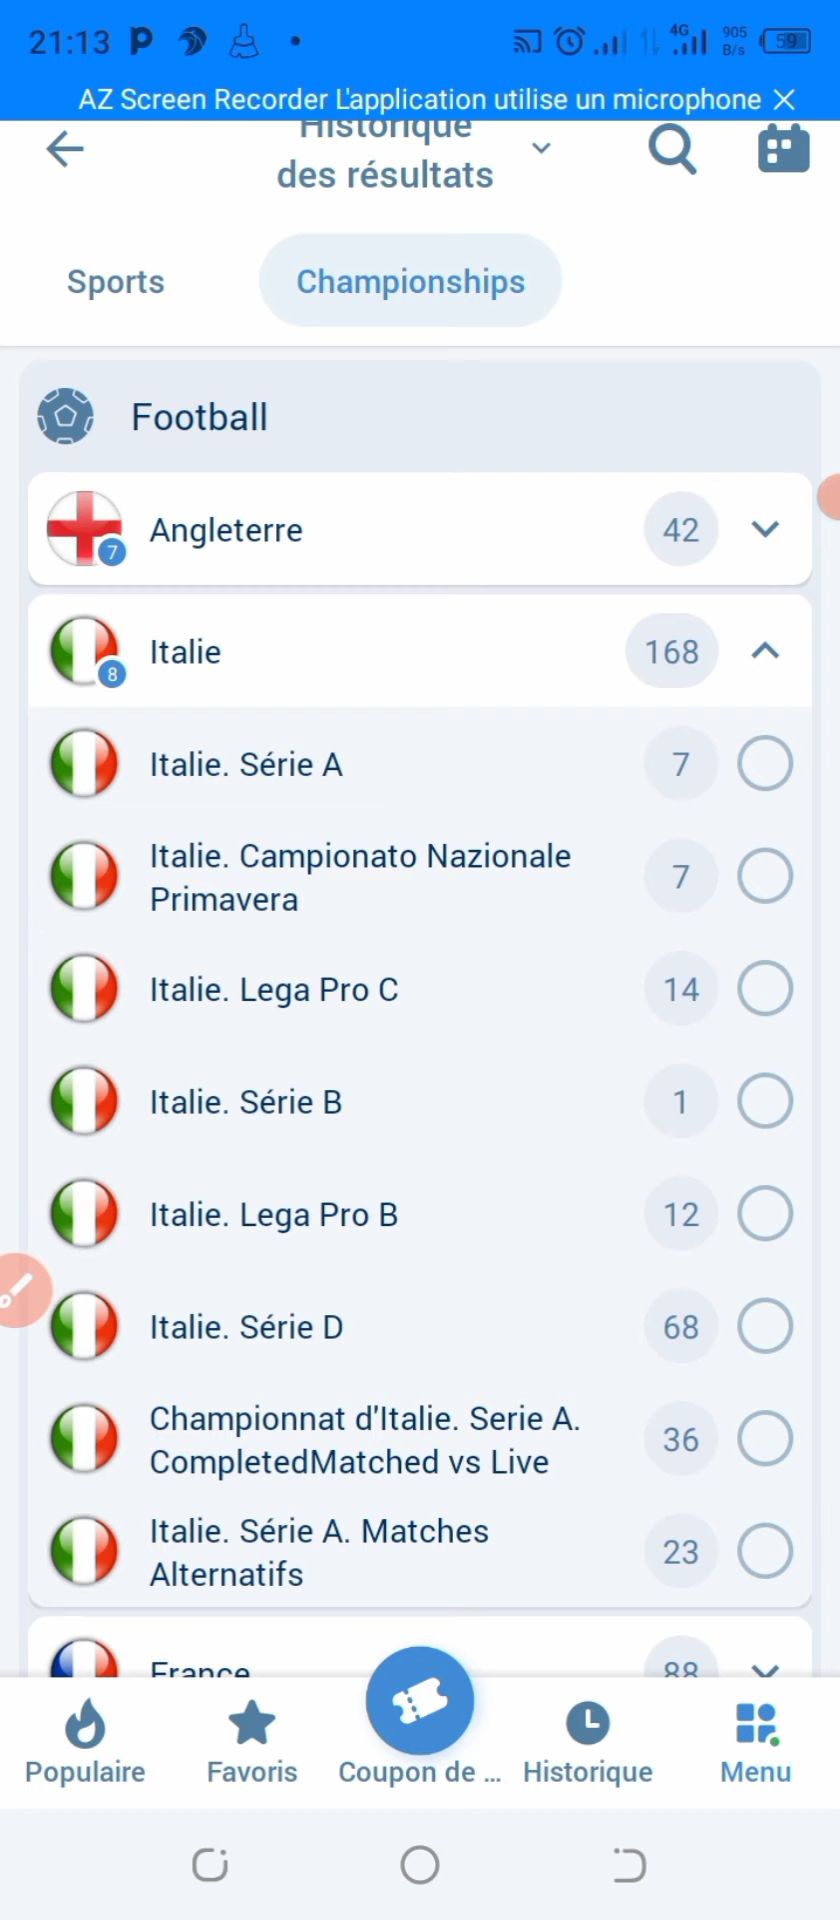 21:13
4G
905
B/s
59
AZ Screen Recorder L'application utilise un microphone
Historique
des résultats
Sports
Championships
Football
Angleterre
42
7
Italie
168
8
Italie. Série A
7
Italie. Campionato Nazionale
Primavera
7
Italie. Lega Pro C
14
Italie. Série B
1
Italie. Lega Pro B
12
Italie. Série D
68
Championnat d'Italie. Serie A.
CompletedMatched vs Live
36
Italie. Série A. Matches
Alternatifs
23
France
88
Populaire
Favoris
Coupon de ...
Historique
Menu